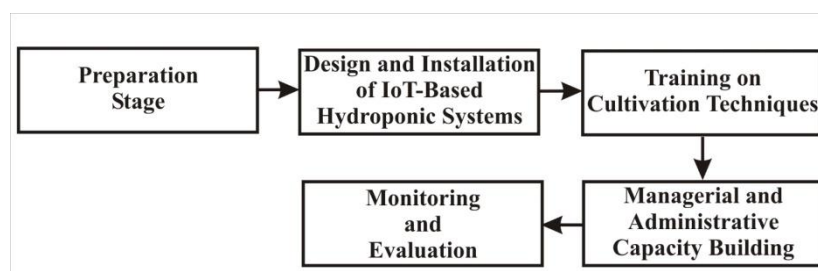 Preparation
Stage
Design and Installation
of IoT-Based
Hydroponic Systems
Training on
Cultivation Techniques
Managerial and
Administrative
Capacity Building
Monitoring
and
Evaluation